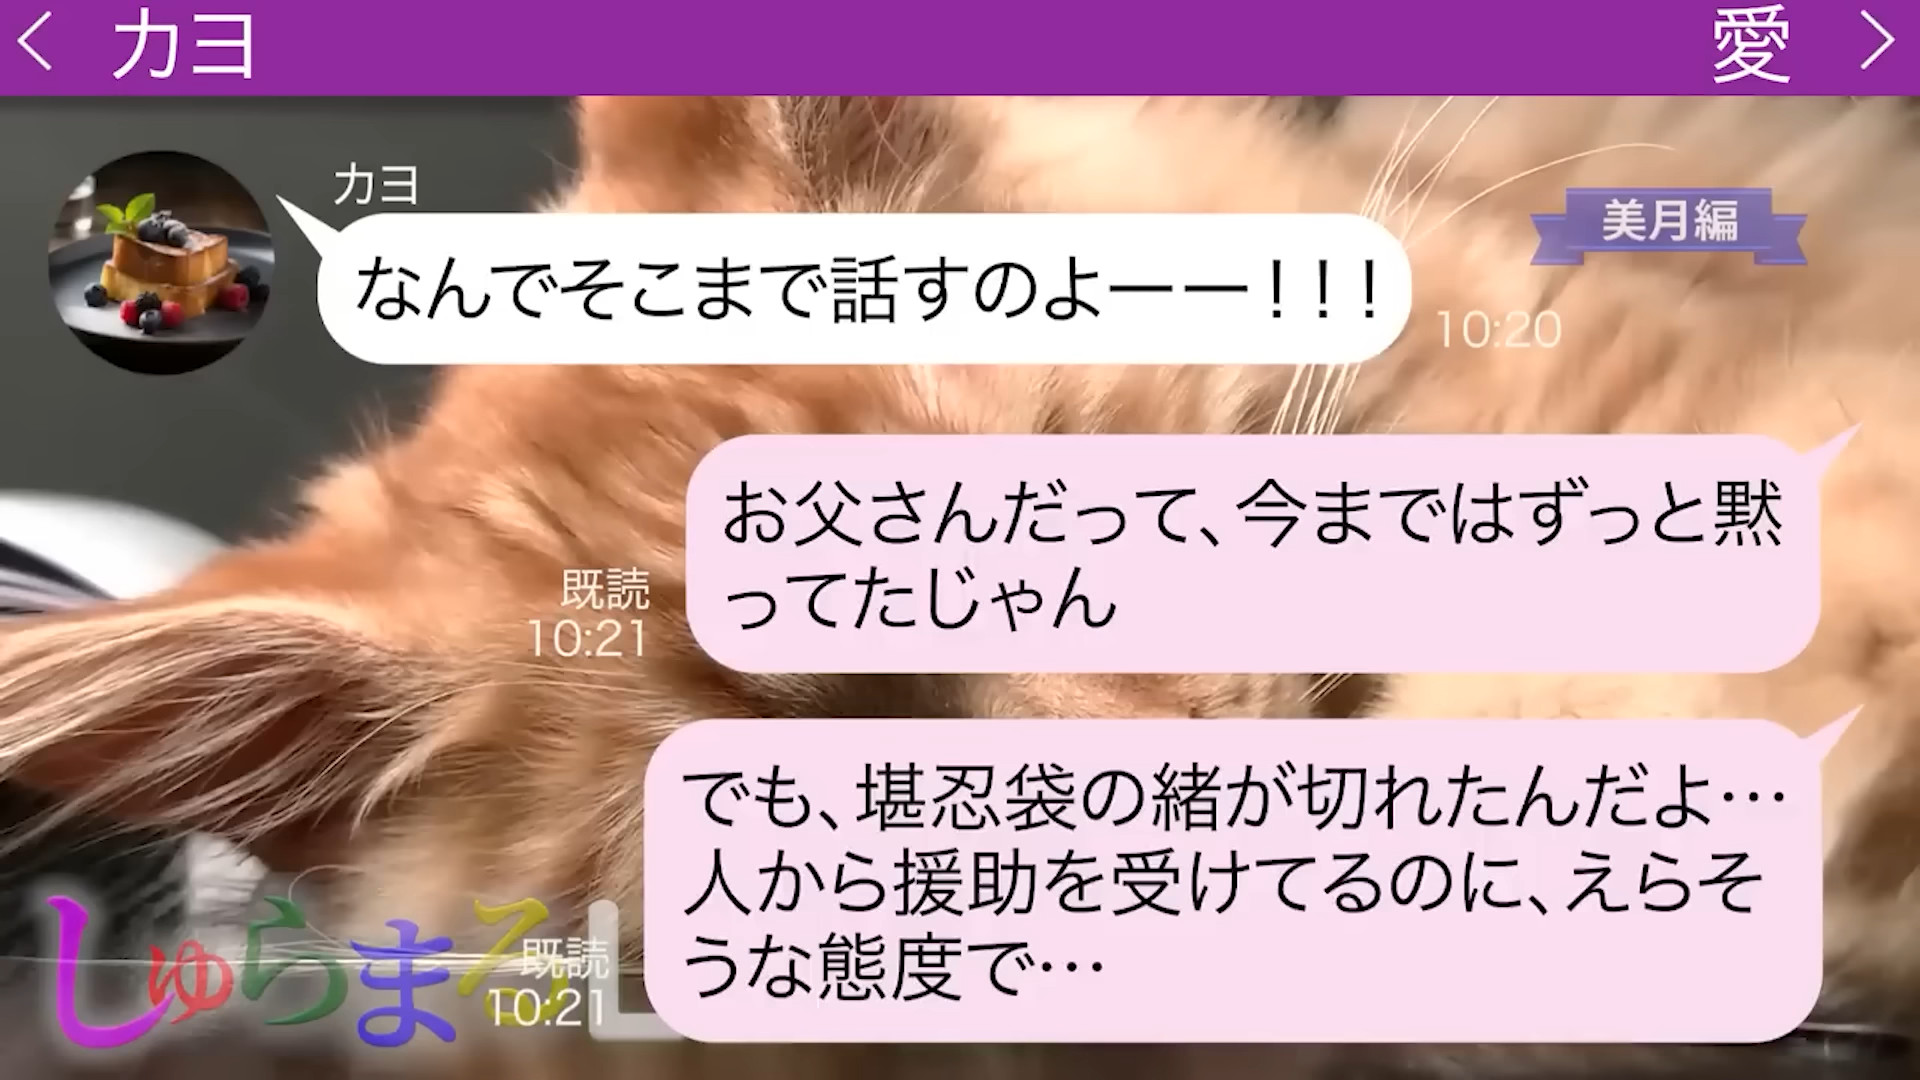 カヨ
愛
カヨ
美月編
なんでそこまで話すのよーー！！！
10:20
お父さんだって、今まではずっと黙
ってたじゃん
既読
10:21
でも、堪忍袋の緒が切れたんだよ…
人から援助を受けてるのに、えらそ
うな態度で…
既読
10:21
しゅらまるL